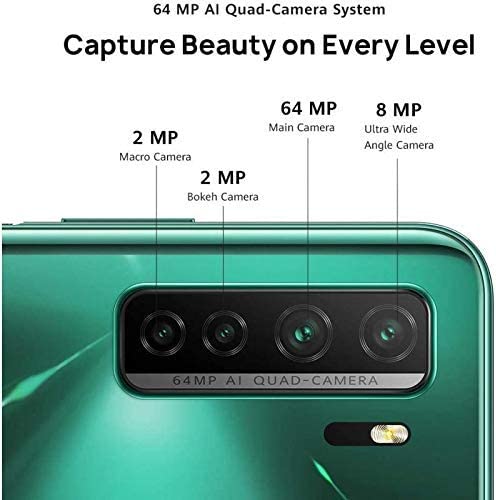 64 MP AI Quad-Camera System
Capture Beauty on Every Level
64 MP
Main Camera
8 MP
Ultra Wide
Angle Camera
2 MP
Macro Camera
2 MP
Bokeh Camera
64MP AI QUAD-CAMERA